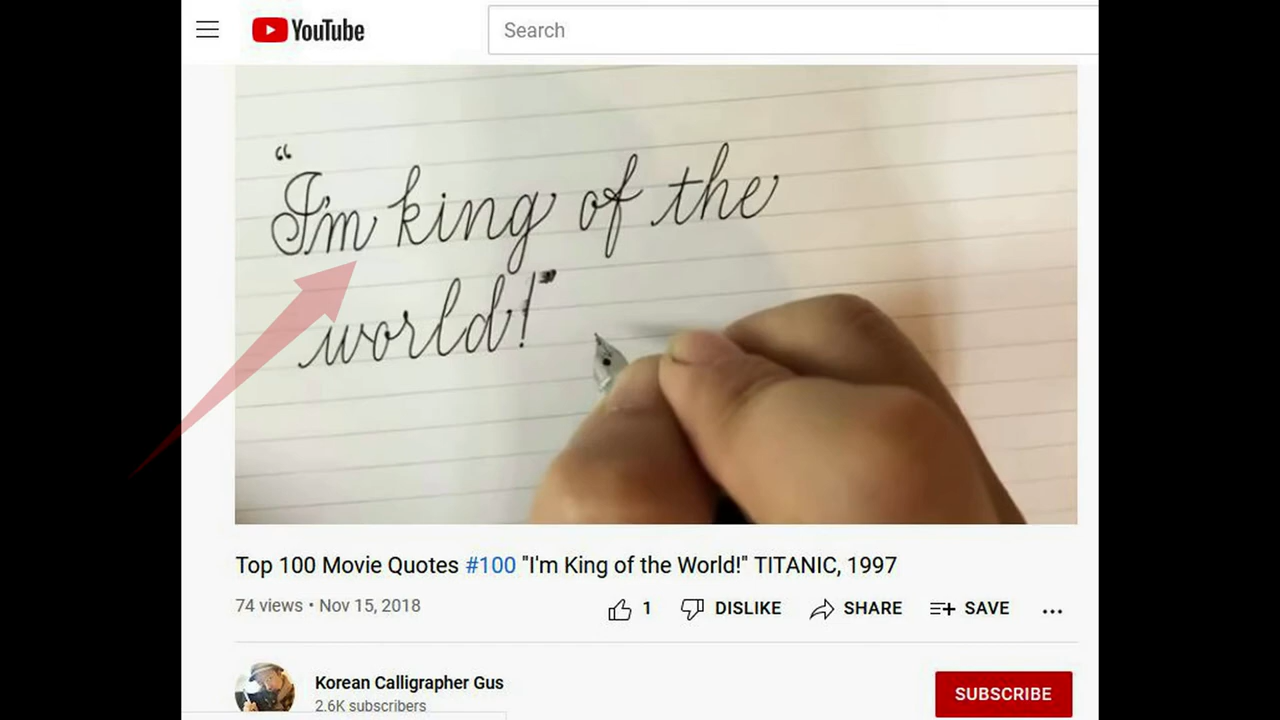 YouTube
Search
“I'm king of the
world!”
Top 100 Movie Quotes #100 "I'm King of the World!" TITANIC, 1997
74 views • Nov 15, 2018
1
DISLIKE
SHARE
SAVE
Korean Calligrapher Gus
2.6K subscribers
SUBSCRIBE